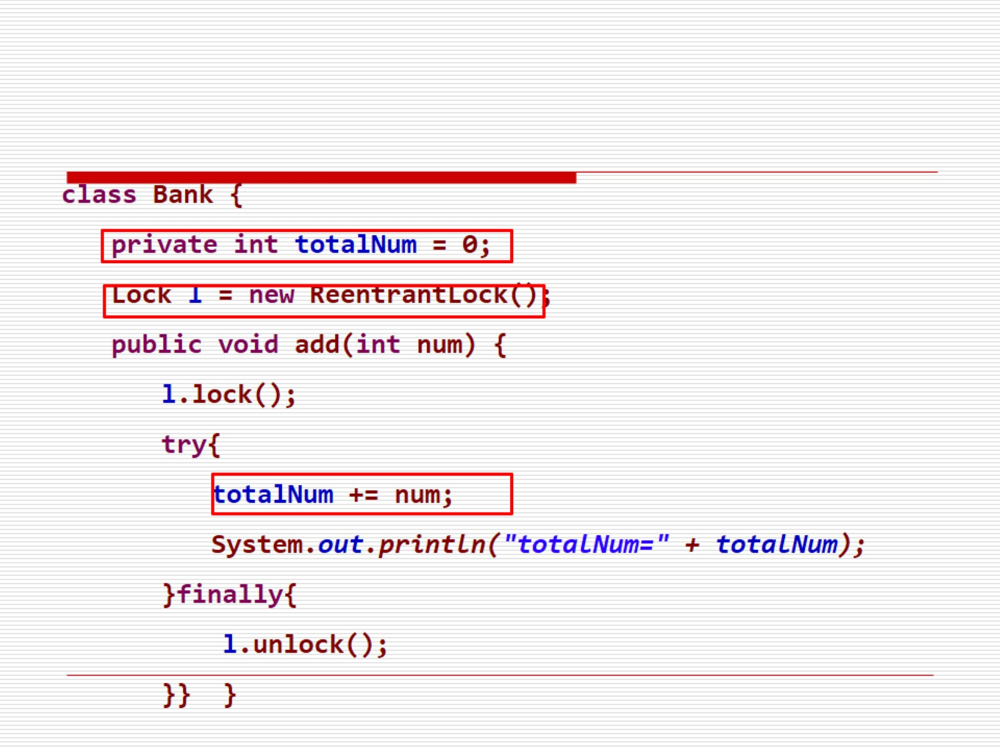 class Bank {
private int totalNum = 0;
Lock l = new ReentrantLock();
public void add(int num) {
l.lock();
try{
totalNum += num;
System.out.println("totalNum=" + totalNum);
}finally{
l.unlock();
}} }